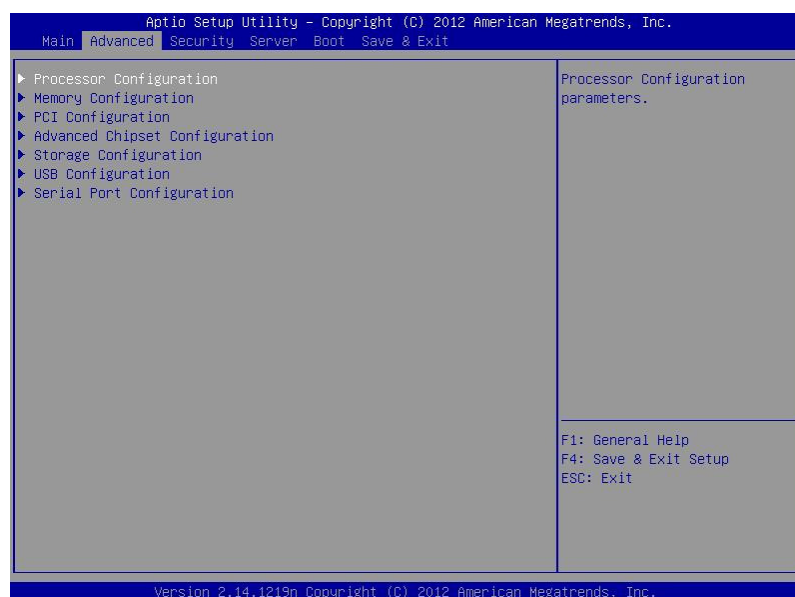 Aptio Setup Utility – Copyright (C) 2012 American Megatrends, Inc.
Main Advanced Security Server Boot Save & Exit
Processor Configuration
Memory Configuration
PCI Configuration
Advanced Chipset Configuration
Storage Configuration
USB Configuration
Serial Port Configuration
Processor Configuration
parameters.
F1: General Help
F4: Save & Exit Setup
ESC: Exit
Version 2.14.1219n Copyright (C) 2012 American Megatrends, Inc.